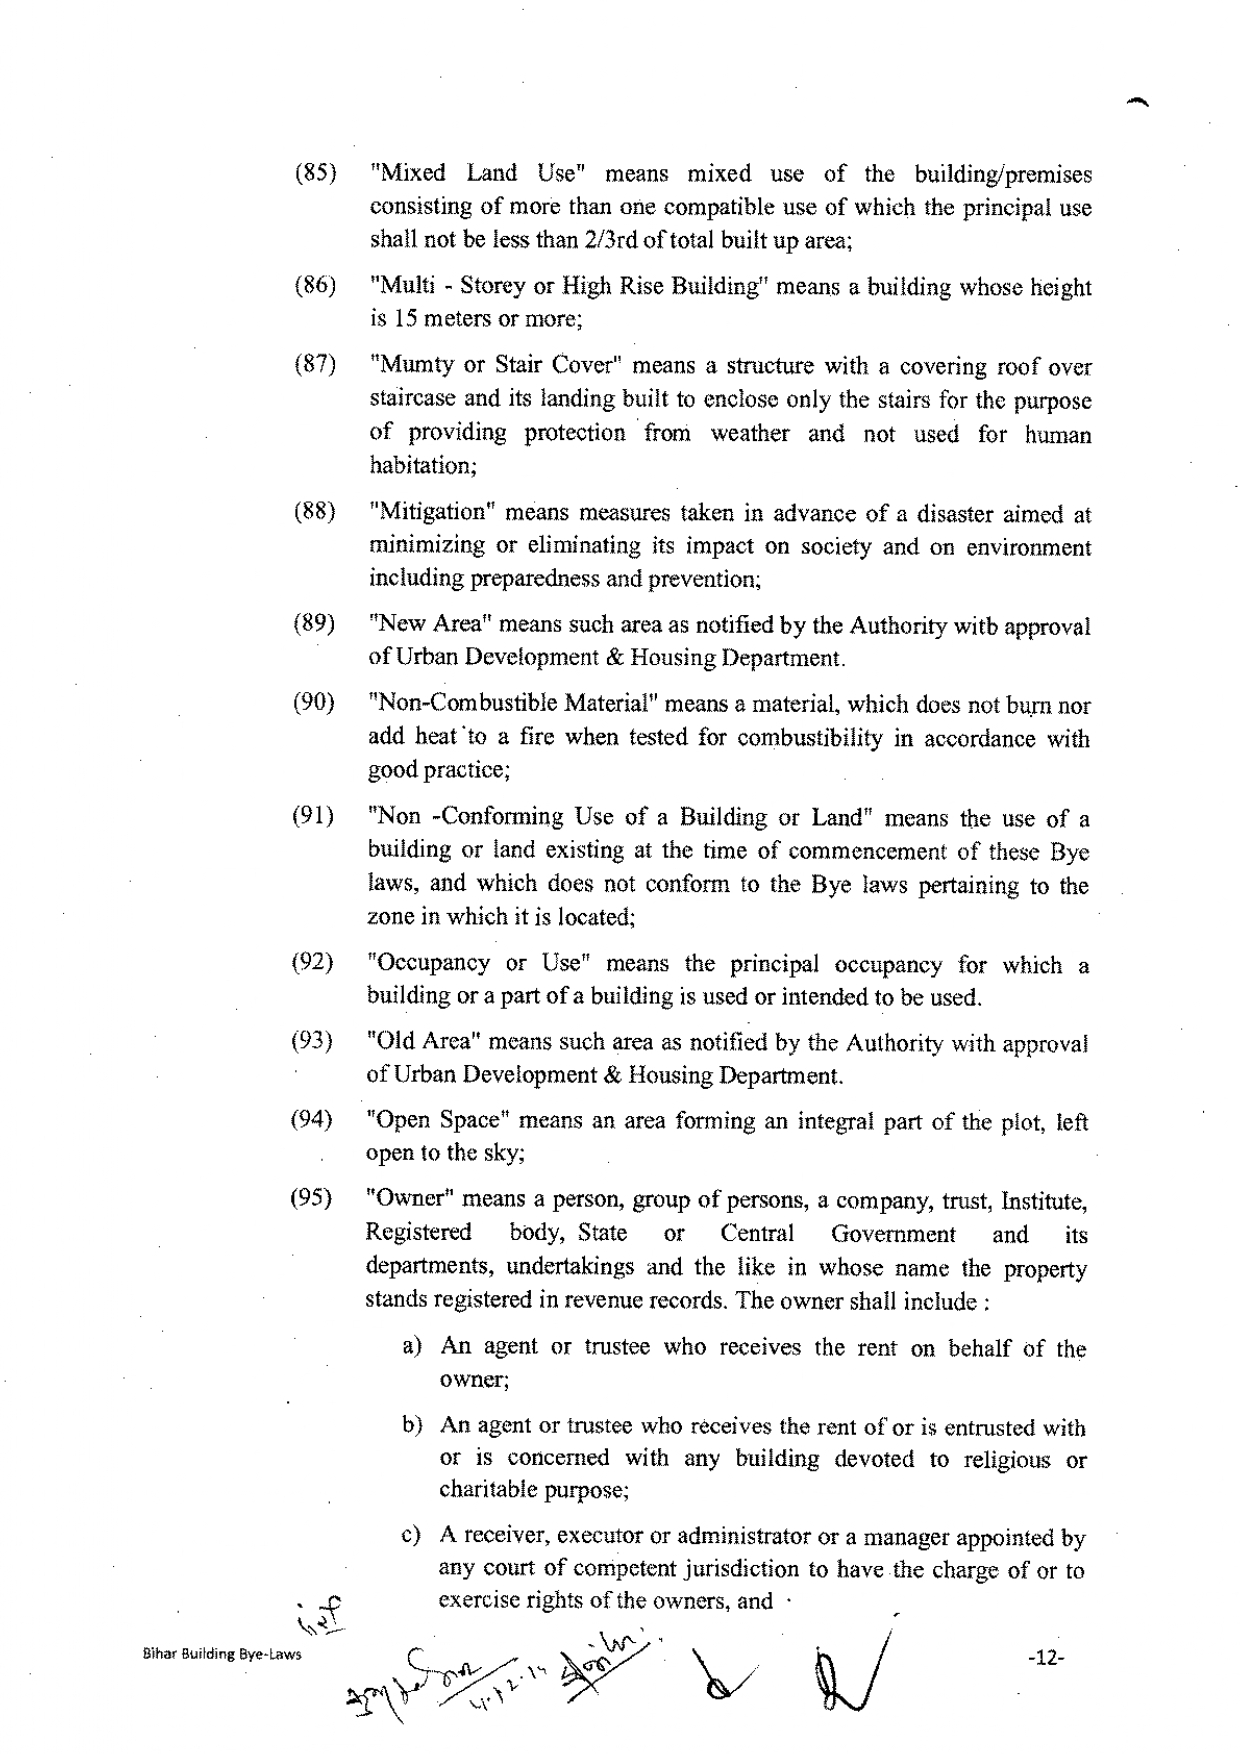 (85) "Mixed Land Use" means mixed use of the building/premises
consisting of more than one compatible use of which the principal use
shall not be less than 2/3rd of total built up area;
(86) "Multi - Storey or High Rise Building" means a building whose height
is 15 meters or more;
(87) "Mumty or Stair Cover" means a structure with a covering roof over
staircase and its landing built to enclose only the stairs for the purpose
of providing protection from weather and not used for human
habitation;
(88) "Mitigation" means measures taken in advance of a disaster aimed at
minimizing or eliminating its impact on society and on environment
including preparedness and prevention;
(89) "New Area" means such area as notified by the Authority with approval
of Urban Development & Housing Department.
(90) "Non-Combustible Material" means a material, which does not burn nor
add heat to a fire when tested for combustibility in accordance with
good practice;
(91) "Non -Conforming Use of a Building or Land" means the use of a
building or land existing at the time of commencement of these Bye
laws, and which does not conform to the Bye laws pertaining to the
zone in which it is located;
(92) "Occupancy or Use" means the principal occupancy for which a
building or a part of a building is used or intended to be used.
(93) "Old Area" means such area as notified by the Authority with approval
of Urban Development & Housing Department.
(94) "Open Space" means an area forming an integral part of the plot, left
open to the sky;
(95) "Owner" means a person, group of persons, a company, trust, Institute,
Registered body, State or Central Government and its
departments, undertakings and the like in whose name the property
stands registered in revenue records. The owner shall include :
a) An agent or trustee who receives the rent on behalf of the
owner;
b) An agent or trustee who receives the rent of or is entrusted with
or is concerned with any building devoted to religious or
charitable purpose;
c) A receiver, executor or administrator or a manager appointed by
any court of competent jurisdiction to have the charge of or to
exercise rights of the owners, and
Bihar Building Bye-Laws -12-